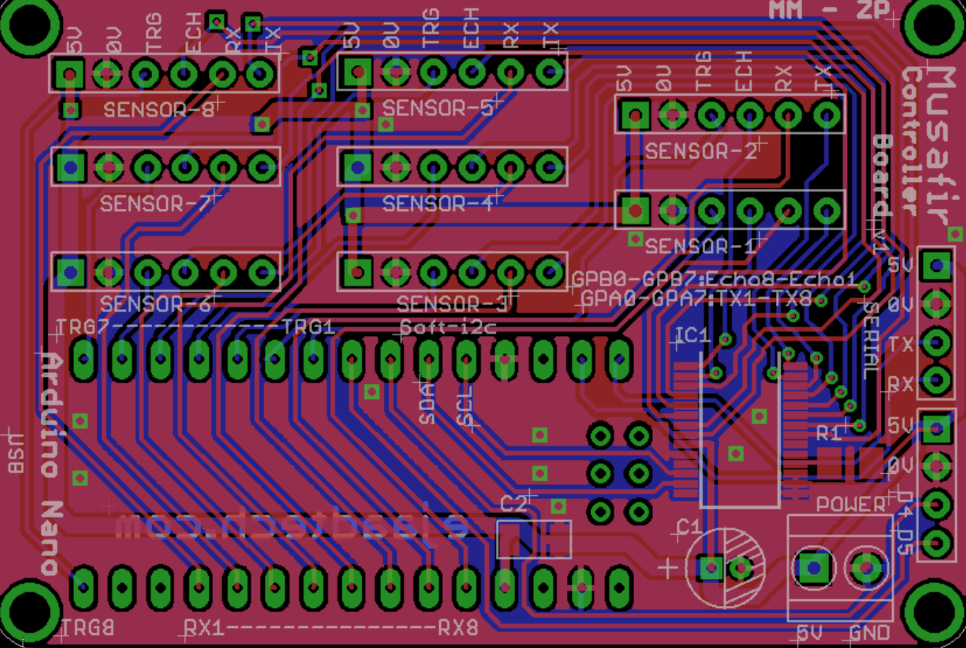 MM - ZP
5V 0V TRG ECH RX TX
SENSOR-8
5V 0V TRG ECH RX TX
SENSOR-5
5V 0V TRG ECH RX TX
SENSOR-2
Musafir
Controller
Board v1
SENSOR-7
SENSOR-4
SENSOR-1
SENSOR-6
SENSOR-3
GPB0-GPB7:Echo8-Echo1
GPA0-GPA7:TX1-TX8
5V
0V
TX
RX
SERIAL
TRG7------------TRG1
Soft-i2c
IC1
SDA
SCL
USB
Arduino Nano
R1
5V
0V
D4
D5
C2
POWER
ejaadtech.com
C1
+
TRG8
RX1----------------RX8
5V GND